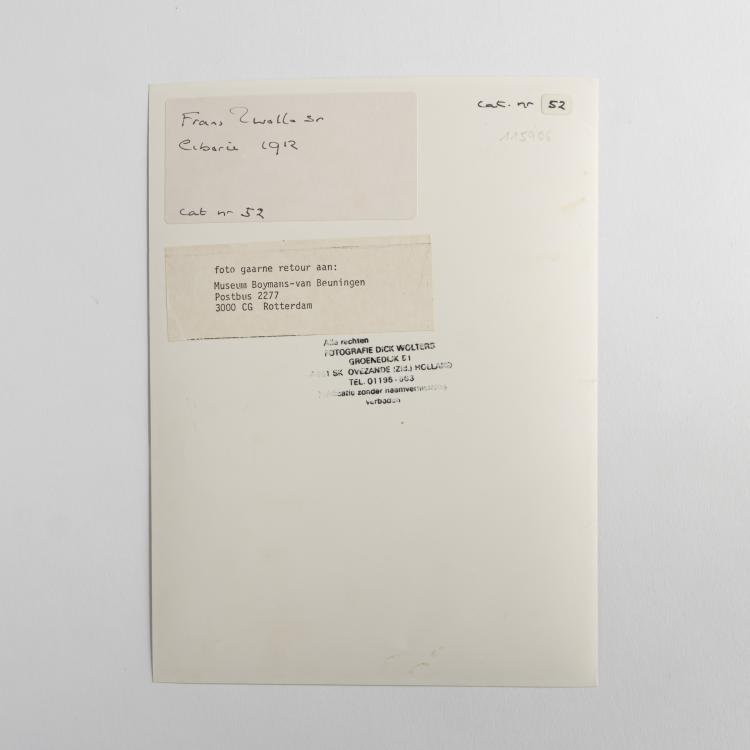 cat. nr 52
Frans Zwollo Sr
Ciborie 1912
cat nr 52
foto gaarne retour aan:
Museum Boymans-van Beuningen
Postbus 2277
3000 CG Rotterdam
Alle rechten
FOTOGRAFIE DICK WOLTERS
GROENEDIJK 51
SK OVEZANDE (Zld.) HOLLAND
TEL. 01195-
zonder naamvermelding
verboden